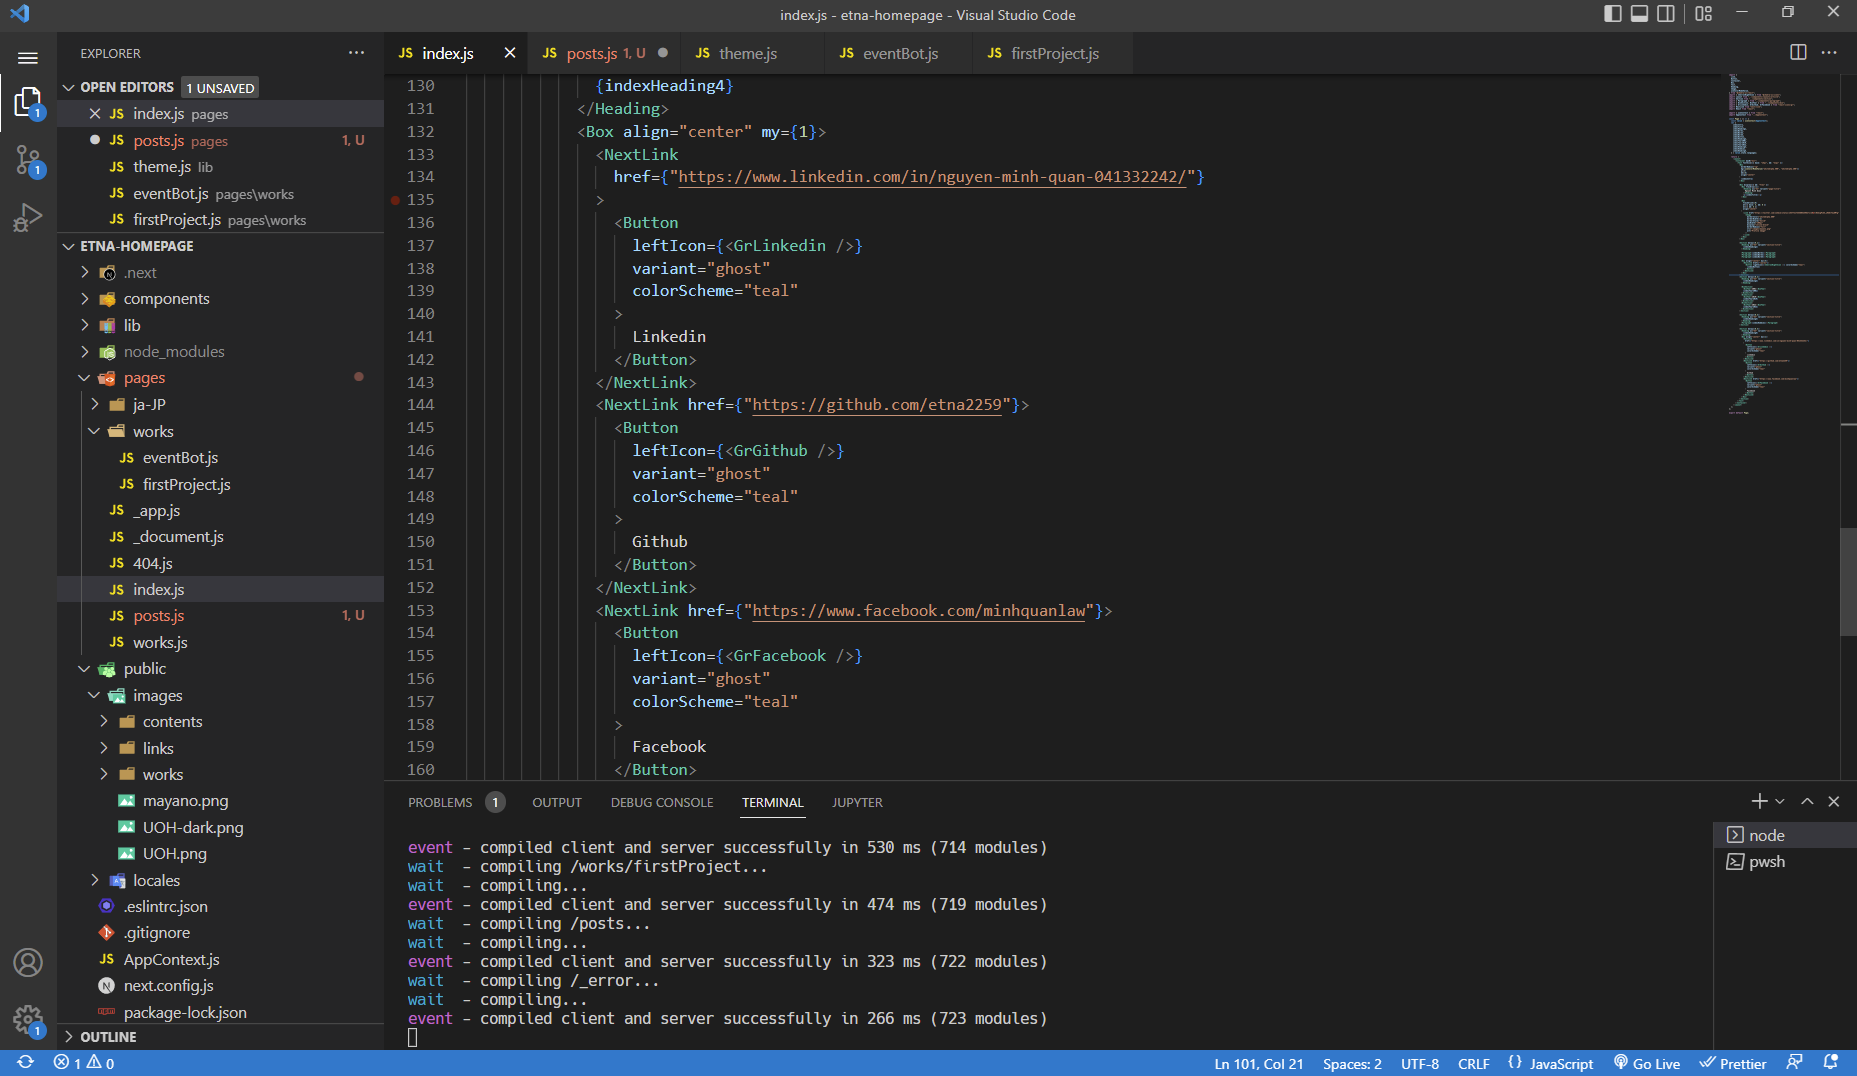 index.js - etna-homepage - Visual Studio Code
EXPLORER
OPEN EDITORS 1 UNSAVED
JS index.js pages
JS posts.js pages 1, U
JS theme.js lib
JS eventBot.js pages\works
JS firstProject.js pages\works
ETNA-HOMEPAGE
.next
components
lib
node_modules
pages
ja-JP
works
JS eventBot.js
JS firstProject.js
JS _app.js
JS _document.js
JS 404.js
JS index.js
JS posts.js 1, U
JS works.js
public
images
contents
links
works
mayano.png
UOH-dark.png
UOH.png
locales
.eslintrc.json
.gitignore
JS AppContext.js
next.config.js
package-lock.json
OUTLINE
1
1
1
JS index.js JS posts.js 1, U JS theme.js JS eventBot.js JS firstProject.js
130 {indexHeading4}
131 </Heading>
132 <Box align="center" my={1}>
133 <NextLink
134 href={"https://www.linkedin.com/in/nguyen-minh-quan-041332242/"}
135 >
136 <Button
137 leftIcon={<GrLinkedin />}
138 variant="ghost"
139 colorScheme="teal"
140 >
141 Linkedin
142 </Button>
143 </NextLink>
144 <NextLink href={"https://github.com/etna2259"}>
145 <Button
146 leftIcon={<GrGithub />}
147 variant="ghost"
148 colorScheme="teal"
149 >
150 Github
151 </Button>
152 </NextLink>
153 <NextLink href={"https://www.facebook.com/minhquanlaw"}>
154 <Button
155 leftIcon={<GrFacebook />}
156 variant="ghost"
157 colorScheme="teal"
158 >
159 Facebook
160 </Button>
PROBLEMS 1 OUTPUT DEBUG CONSOLE TERMINAL JUPYTER
event - compiled client and server successfully in 530 ms (714 modules)
wait - compiling /works/firstProject...
wait - compiling...
event - compiled client and server successfully in 474 ms (719 modules)
wait - compiling /posts...
wait - compiling...
event - compiled client and server successfully in 323 ms (722 modules)
wait - compiling /_error...
wait - compiling...
event - compiled client and server successfully in 266 ms (723 modules)
node
pwsh
1 0
Ln 101, Col 21 Spaces: 2 UTF-8 CRLF {} JavaScript Go Live Prettier